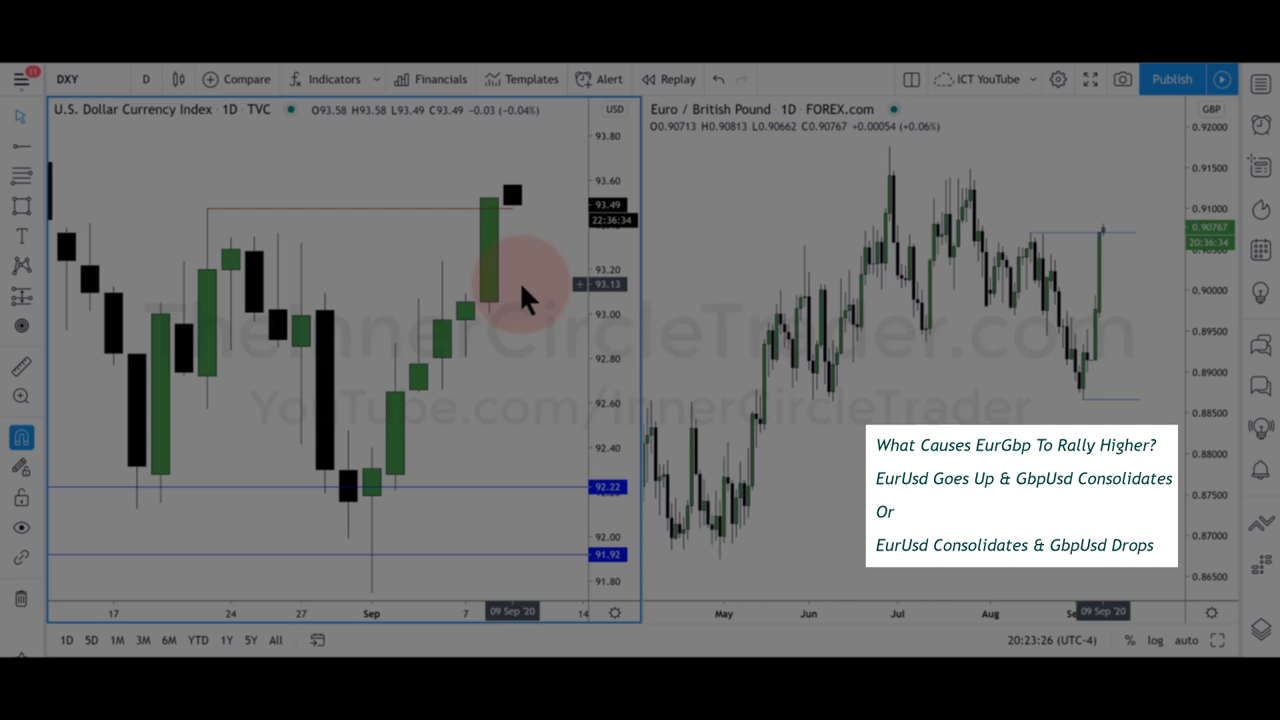 11
DXY
D
Compare
Indicators
Financials
Templates
Alert
Replay
ICT YouTube
Publish
U.S. Dollar Currency Index · 1D · TVC
O93.58 H93.58 L93.49 C93.49 -0.03 (-0.04%)
USD
93.80
93.60
93.49
22:36:34
93.20
93.13
93.00
92.80
92.60
92.40
92.22
92.00
91.92
91.80
17
24
27
Sep
7
09 Sep '20
14
Euro / British Pound · 1D · FOREX.com
O0.90713 H0.90813 L0.90662 C0.90767 +0.00054 (+0.06%)
GBP
0.92000
0.91500
0.91000
0.90767
20:36:34
0.90000
0.89500
0.89000
0.88500
0.88000
0.87500
0.87000
0.86500
May
Jun
Jul
Aug
09 Sep '20
TheInnerCircleTrader.com
YouTube.com/InnerCircleTrader
What Causes EurGbp To Rally Higher?
EurUsd Goes Up & GbpUsd Consolidates
Or
EurUsd Consolidates & GbpUsd Drops
1D 5D 1M 3M 6M YTD 1Y 5Y All
20:23:26 (UTC-4)
% log auto